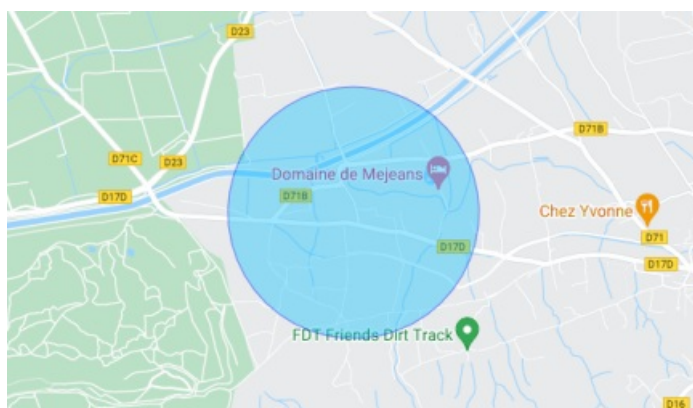 D23
D71B
D71C
D23
Domaine de Mejeans
D17D
D71B
Chez Yvonne
D71
D17D
D17D
FDT Friends Dirt Track
D16